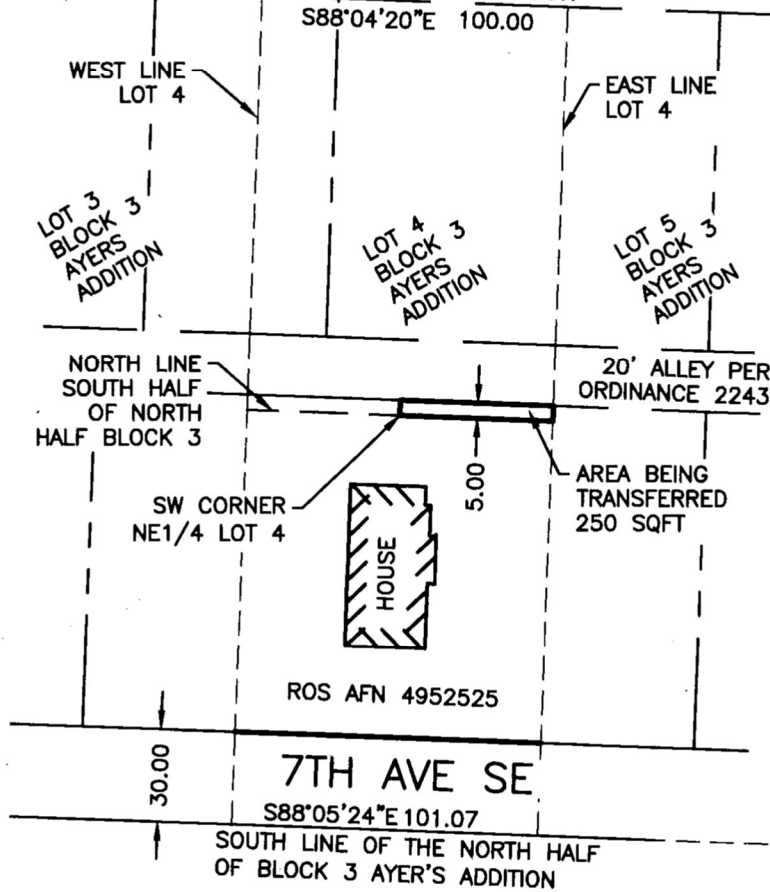 S88°04'20"E 100.00
WEST LINE
LOT 4
EAST LINE
LOT 4
LOT 3
BLOCK 3
AYERS
ADDITION
LOT 4
BLOCK 3
AYERS
ADDITION
LOT 5
BLOCK 3
AYERS
ADDITION
NORTH LINE
SOUTH HALF
OF NORTH
HALF BLOCK 3
20' ALLEY PER
ORDINANCE 2243
SW CORNER
NE1/4 LOT 4
5.00
AREA BEING
TRANSFERRED
250 SQFT
HOUSE
ROS AFN 4952525
30.00
7TH AVE SE
S88°05'24"E 101.07
SOUTH LINE OF THE NORTH HALF
OF BLOCK 3 AYER'S ADDITION